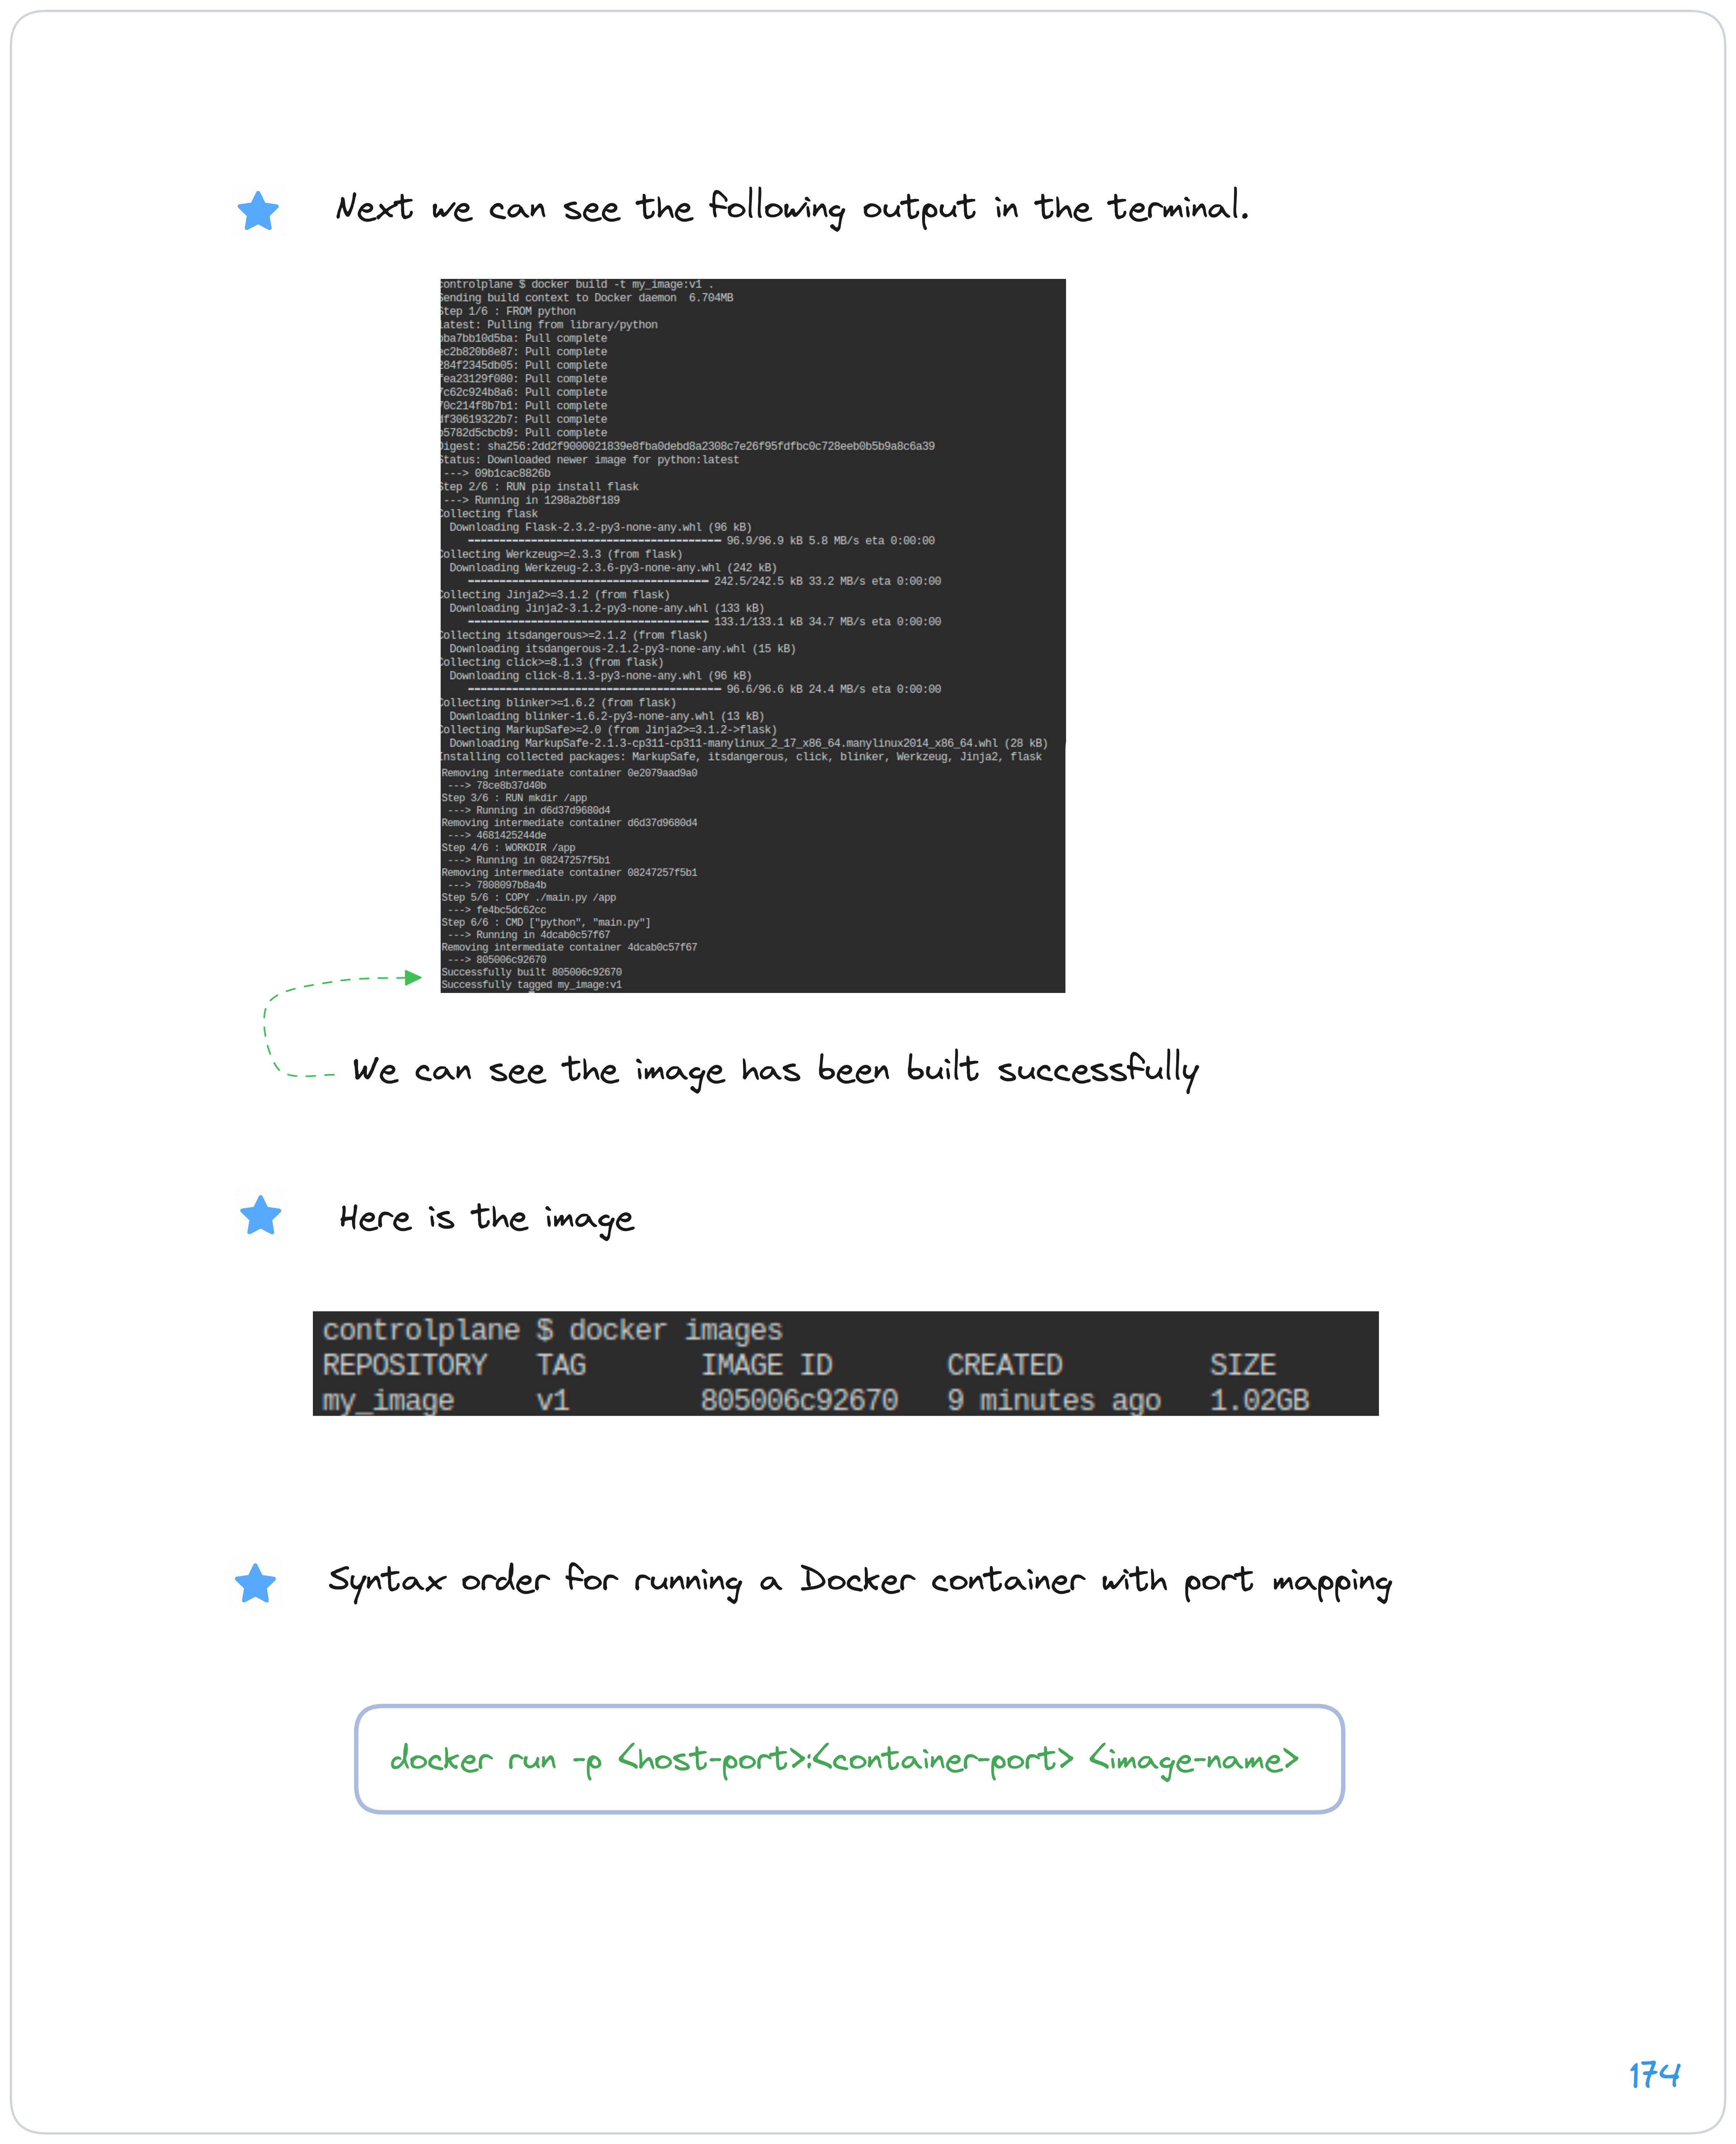 Next we can see the following output in the terminal.
controlplane $ docker build -t my_image:v1 .
Sending build context to Docker daemon  6.704MB
Step 1/6 : FROM python
latest: Pulling from library/python
bba7bb10d5ba: Pull complete
ec2b820b8e87: Pull complete
284f2345db05: Pull complete
fea23129f080: Pull complete
7c62c924b8a6: Pull complete
70c214f8b7b1: Pull complete
df30619322b7: Pull complete
b5782d5cbcb9: Pull complete
Digest: sha256:2dd2f9000021839e8fba0debd8a2308c7e26f95fdfbc0c728eeb0b5b9a8c6a39
Status: Downloaded newer image for python:latest
---> 09b1cac8826b
Step 2/6 : RUN pip install flask
---> Running in 1298a2b8f189
Collecting flask
Downloading Flask-2.3.2-py3-none-any.whl (96 kB)
96.9/96.9 kB 5.8 MB/s eta 0:00:00
Collecting Werkzeug>=2.3.3 (from flask)
Downloading Werkzeug-2.3.6-py3-none-any.whl (242 kB)
242.5/242.5 kB 33.2 MB/s eta 0:00:00
Collecting Jinja2>=3.1.2 (from flask)
Downloading Jinja2-3.1.2-py3-none-any.whl (133 kB)
133.1/133.1 kB 34.7 MB/s eta 0:00:00
Collecting itsdangerous>=2.1.2 (from flask)
Downloading itsdangerous-2.1.2-py3-none-any.whl (15 kB)
Collecting click>=8.1.3 (from flask)
Downloading click-8.1.3-py3-none-any.whl (96 kB)
96.6/96.6 kB 24.4 MB/s eta 0:00:00
Collecting blinker>=1.6.2 (from flask)
Downloading blinker-1.6.2-py3-none-any.whl (13 kB)
Collecting MarkupSafe>=2.0 (from Jinja2>=3.1.2->flask)
Downloading MarkupSafe-2.1.3-cp311-cp311-manylinux_2_17_x86_64.manylinux2014_x86_64.whl (28 kB)
Installing collected packages: MarkupSafe, itsdangerous, click, blinker, Werkzeug, Jinja2, flask
Removing intermediate container 0e2079aad9a0
---> 78ce8b37d40b
Step 3/6 : RUN mkdir /app
---> Running in d6d37d9680d4
Removing intermediate container d6d37d9680d4
---> 4681425244de
Step 4/6 : WORKDIR /app
---> Running in 08247257f5b1
Removing intermediate container 08247257f5b1
---> 7808097b8a4b
Step 5/6 : COPY ./main.py /app
---> fe4bc5dc62cc
Step 6/6 : CMD ["python", "main.py"]
---> Running in 4dcab0c57f67
Removing intermediate container 4dcab0c57f67
---> 805006c92670
Successfully built 805006c92670
Successfully tagged my_image:v1
We can see the image has been built successfully
Here is the image
controlplane $ docker images
REPOSITORY   TAG       IMAGE ID       CREATED         SIZE
my_image     v1        805006c92670   9 minutes ago   1.02GB
Syntax order for running a Docker container with port mapping
docker run -p <host-port>:<container-port> <image-name>
174